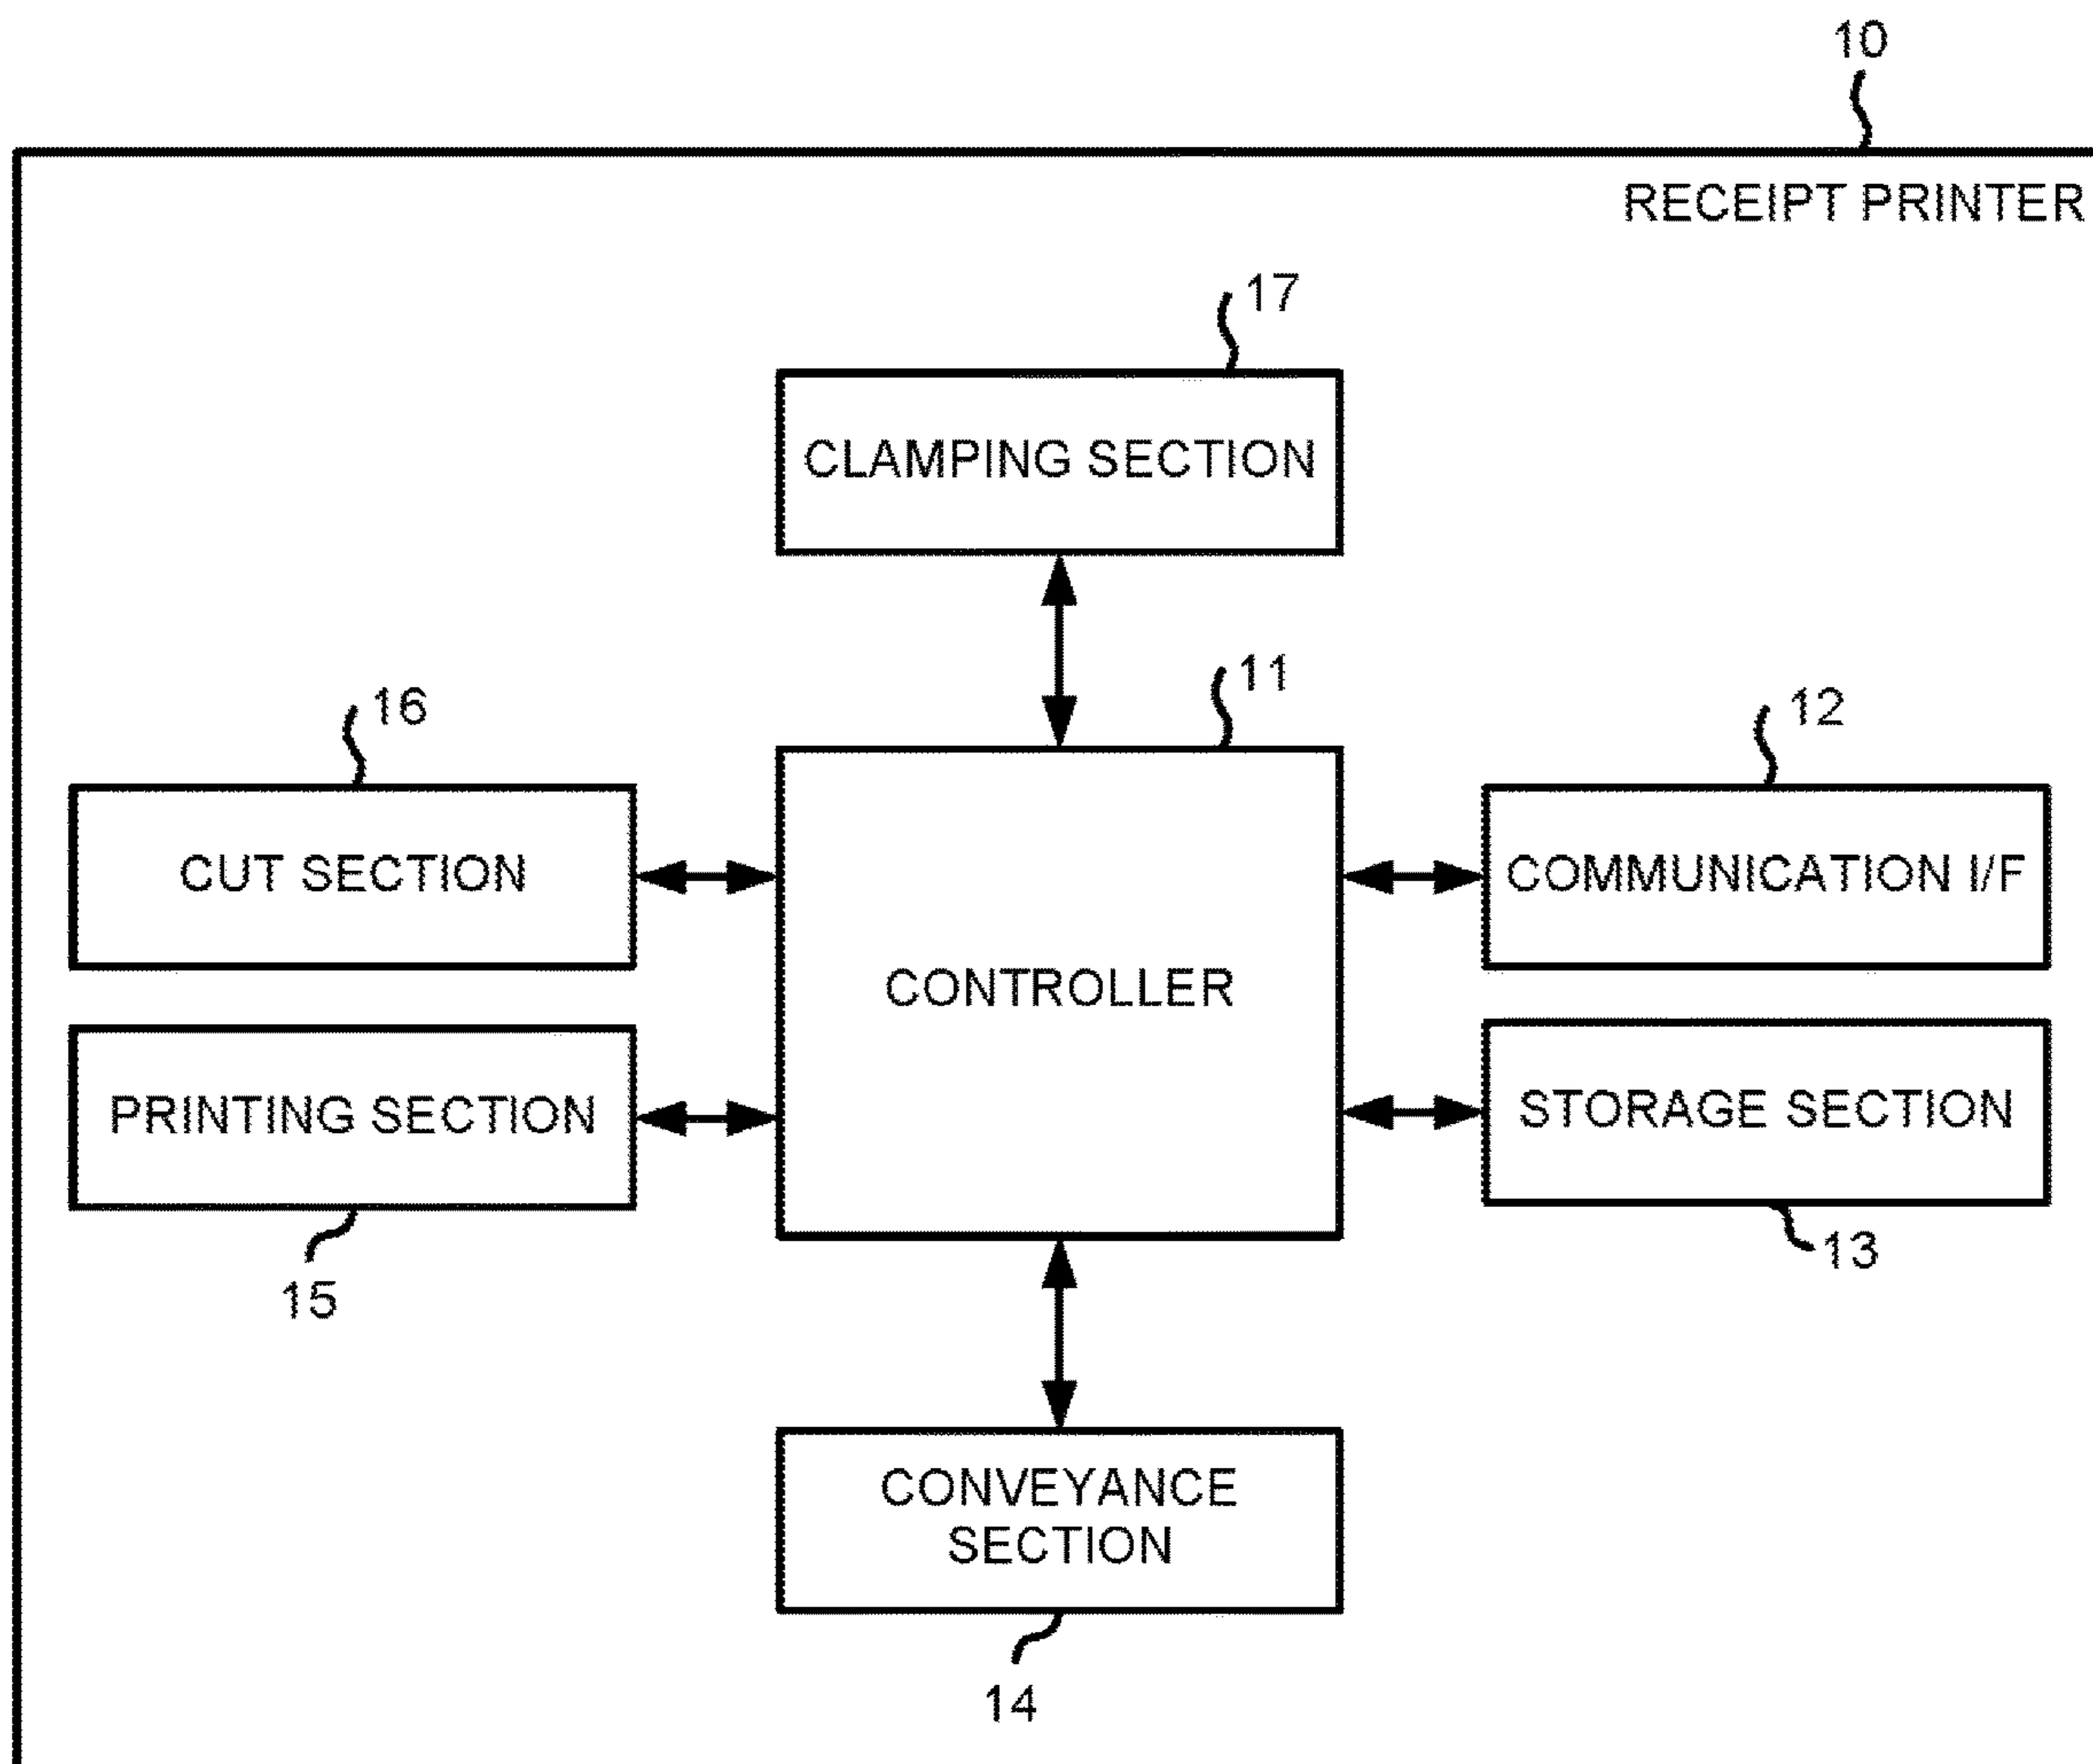 10
RECEIPT PRINTER
17
CLAMPING SECTION
11
16
12
CUT SECTION
COMMUNICATION I/F
CONTROLLER
PRINTING SECTION
STORAGE SECTION
13
15
CONVEYANCE
SECTION
14